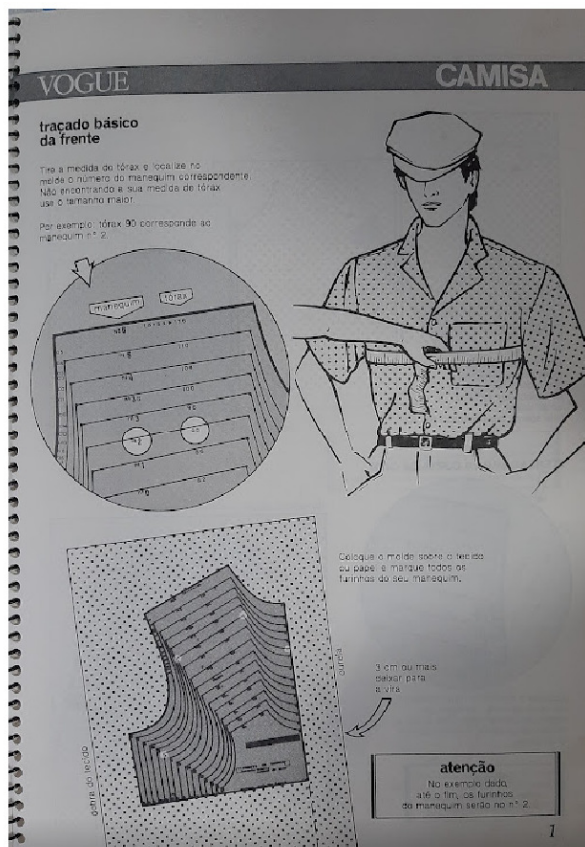 VOGUE
CAMISA
traçado básico
da frente
Tire a medida de tórax e localize no
molde o número do manequim correspondente.
Não encontrando a sua medida de tórax
use o tamanho maior.
Por exemplo: tórax 90 corresponde ao
manequim nº 2.
manequim
tórax
Coloque o molde sobre o tecido
ou papel e marque todos os
furinhos do seu manequim.
ourela
3 cm ou mais
deixar para
a vira
dobra do tecido
atenção
No exemplo dado,
até o fim, os furinhos
do manequim serão no nº 2.
1